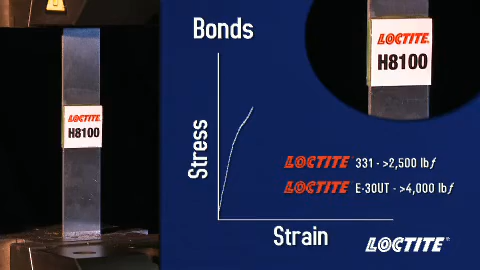 LOCTITE
H8100
Bonds
Stress
Strain
LOCTITE
H8100
LOCTITE 331 - >2,500 lbf
LOCTITE E-30UT - >4,000 lbf
LOCTITE